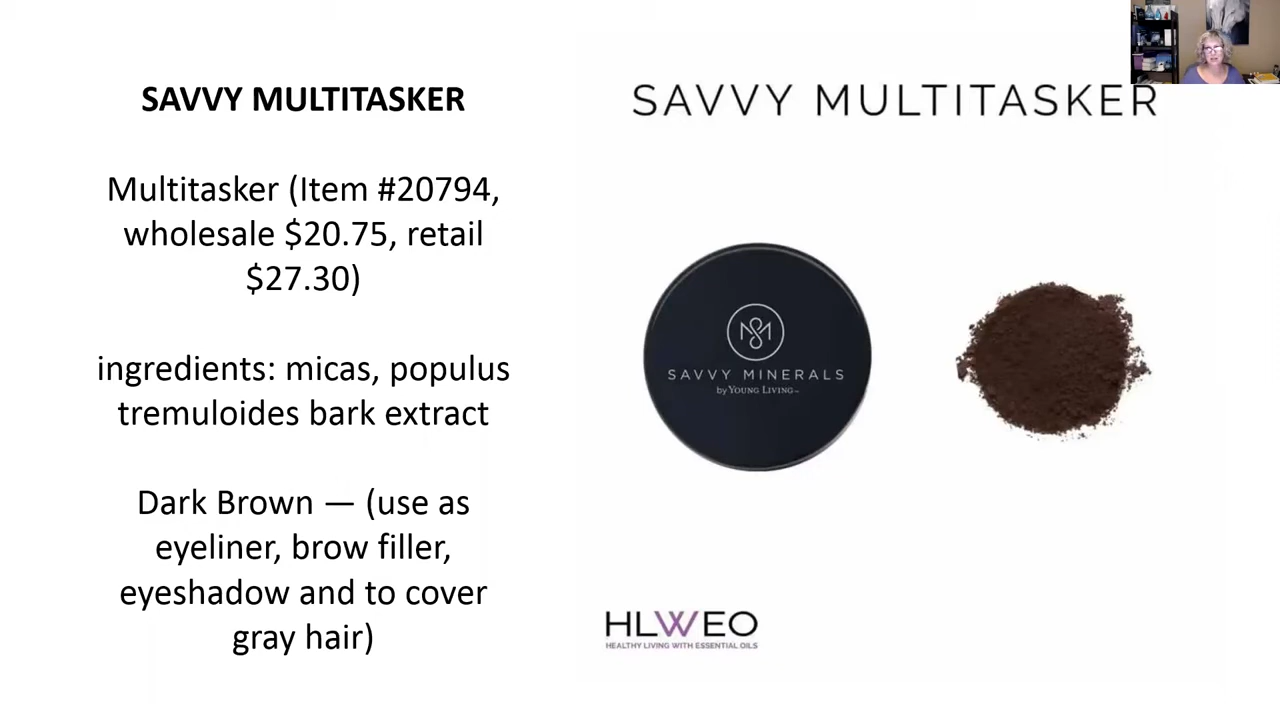 SAVVY MULTITASKER
Multitasker (Item #20794,
wholesale $20.75, retail
$27.30)
ingredients: micas, populus
tremuloides bark extract
Dark Brown — (use as
eyeliner, brow filler,
eyeshadow and to cover
gray hair)
SAVVY MULTITASKER
SAVVY MINERALS
by YOUNG LIVING™
HLWEO
HEALTHY LIVING WITH ESSENTIAL OILS